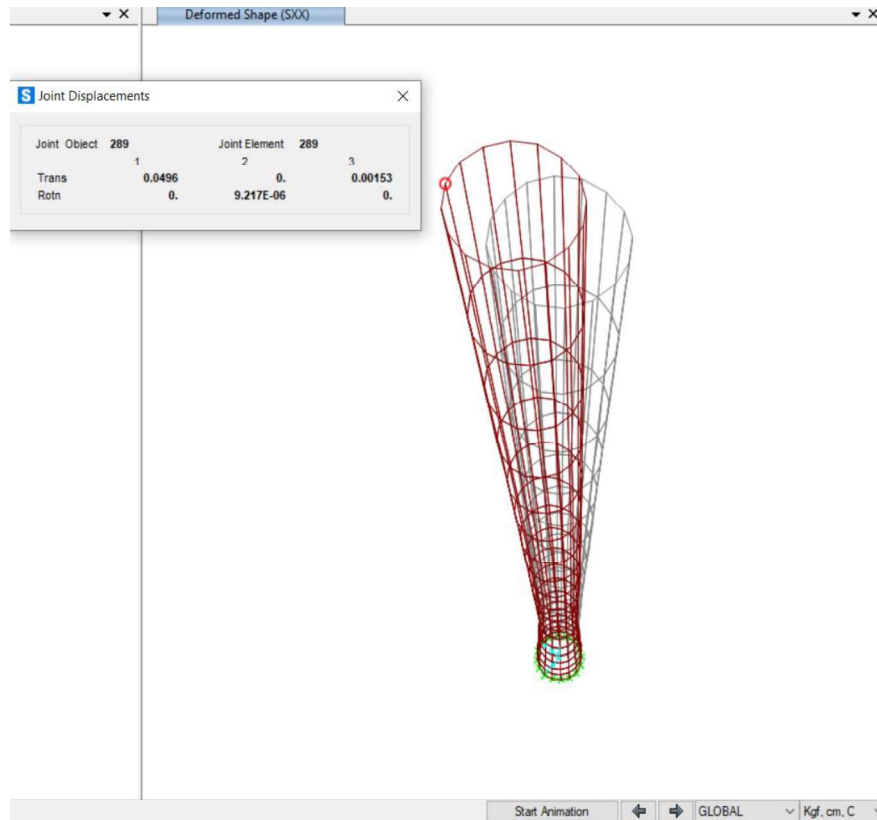 Deformed Shape (SXX)
S Joint Displacements
Joint Object 289 Joint Element 289
1 2 3
Trans 0.0496 0. 0.00153
Rotn 0. 9.217E-06 0.
Start Animation GLOBAL Kgf, cm, C